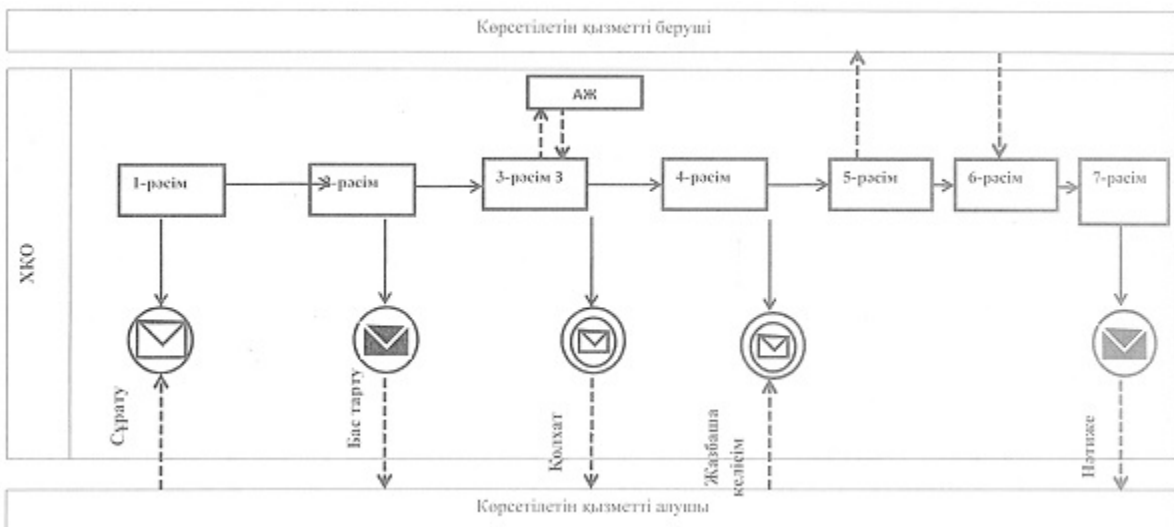 Көрсетілетін қызметті беруші
ХҚО
АЖ
1-рәсім
-рәсім
3-рәсім 3
4-рәсім
5-рәсім
6-рәсім
7-рәсім
Сұрату
Бас тарту
Қолхат
Жазбаша
келісім
Нәтиже
Көрсетілетін қызметті алушы